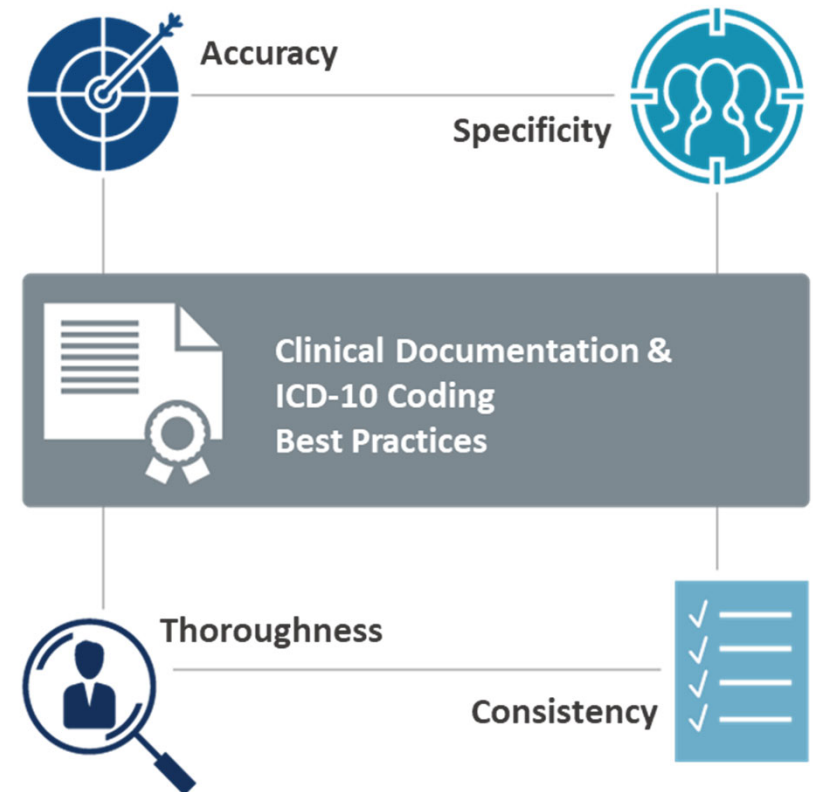 Accuracy
Specificity
Clinical Documentation &
ICD-10 Coding
Best Practices
Thoroughness
Consistency